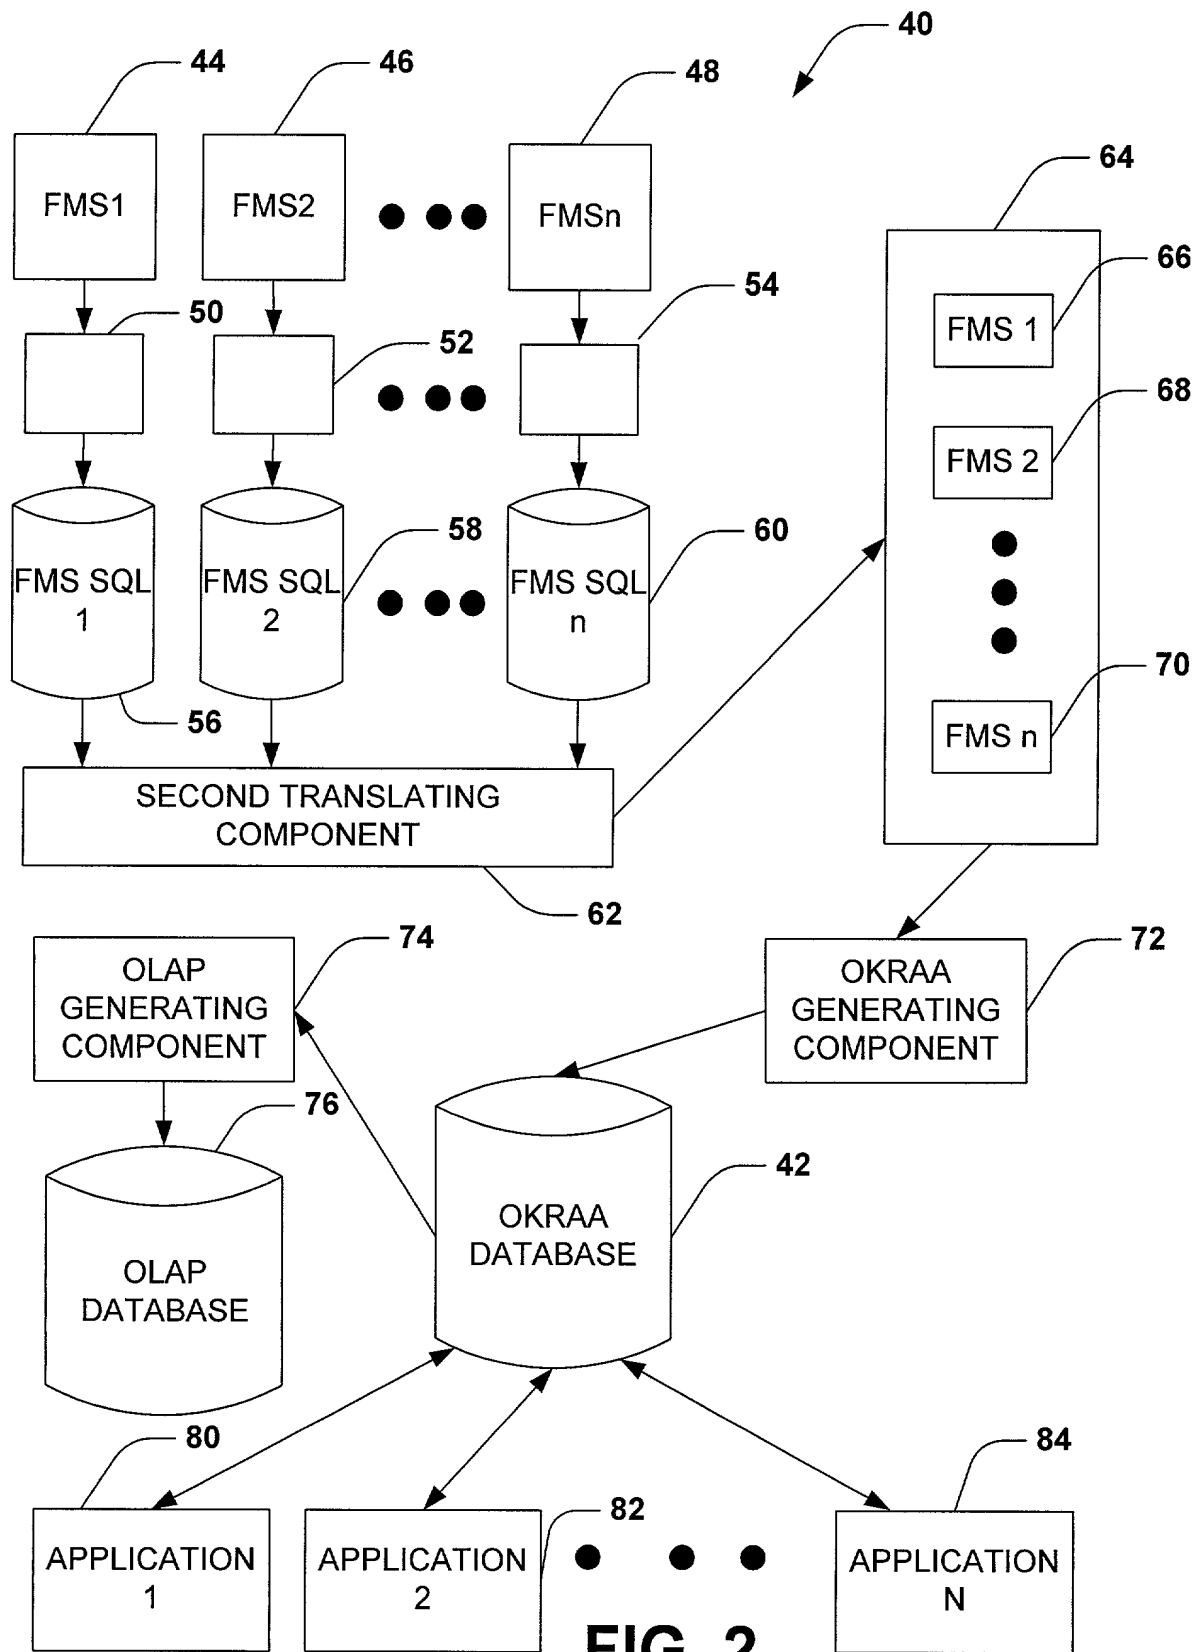 40
44
46
48
64
FMS1
FMS2
FMSn
66
50
52
54
FMS 1
68
FMS 2
FMS SQL
1
FMS SQL
2
58
FMS SQL
n
60
70
56
FMS n
SECOND TRANSLATING
COMPONENT
62
74
72
OLAP
GENERATING
COMPONENT
OKRAA
GENERATING
COMPONENT
76
42
OKRAA
DATABASE
OLAP
DATABASE
80
84
82
APPLICATION
1
APPLICATION
2
APPLICATION
N
FIG. 2